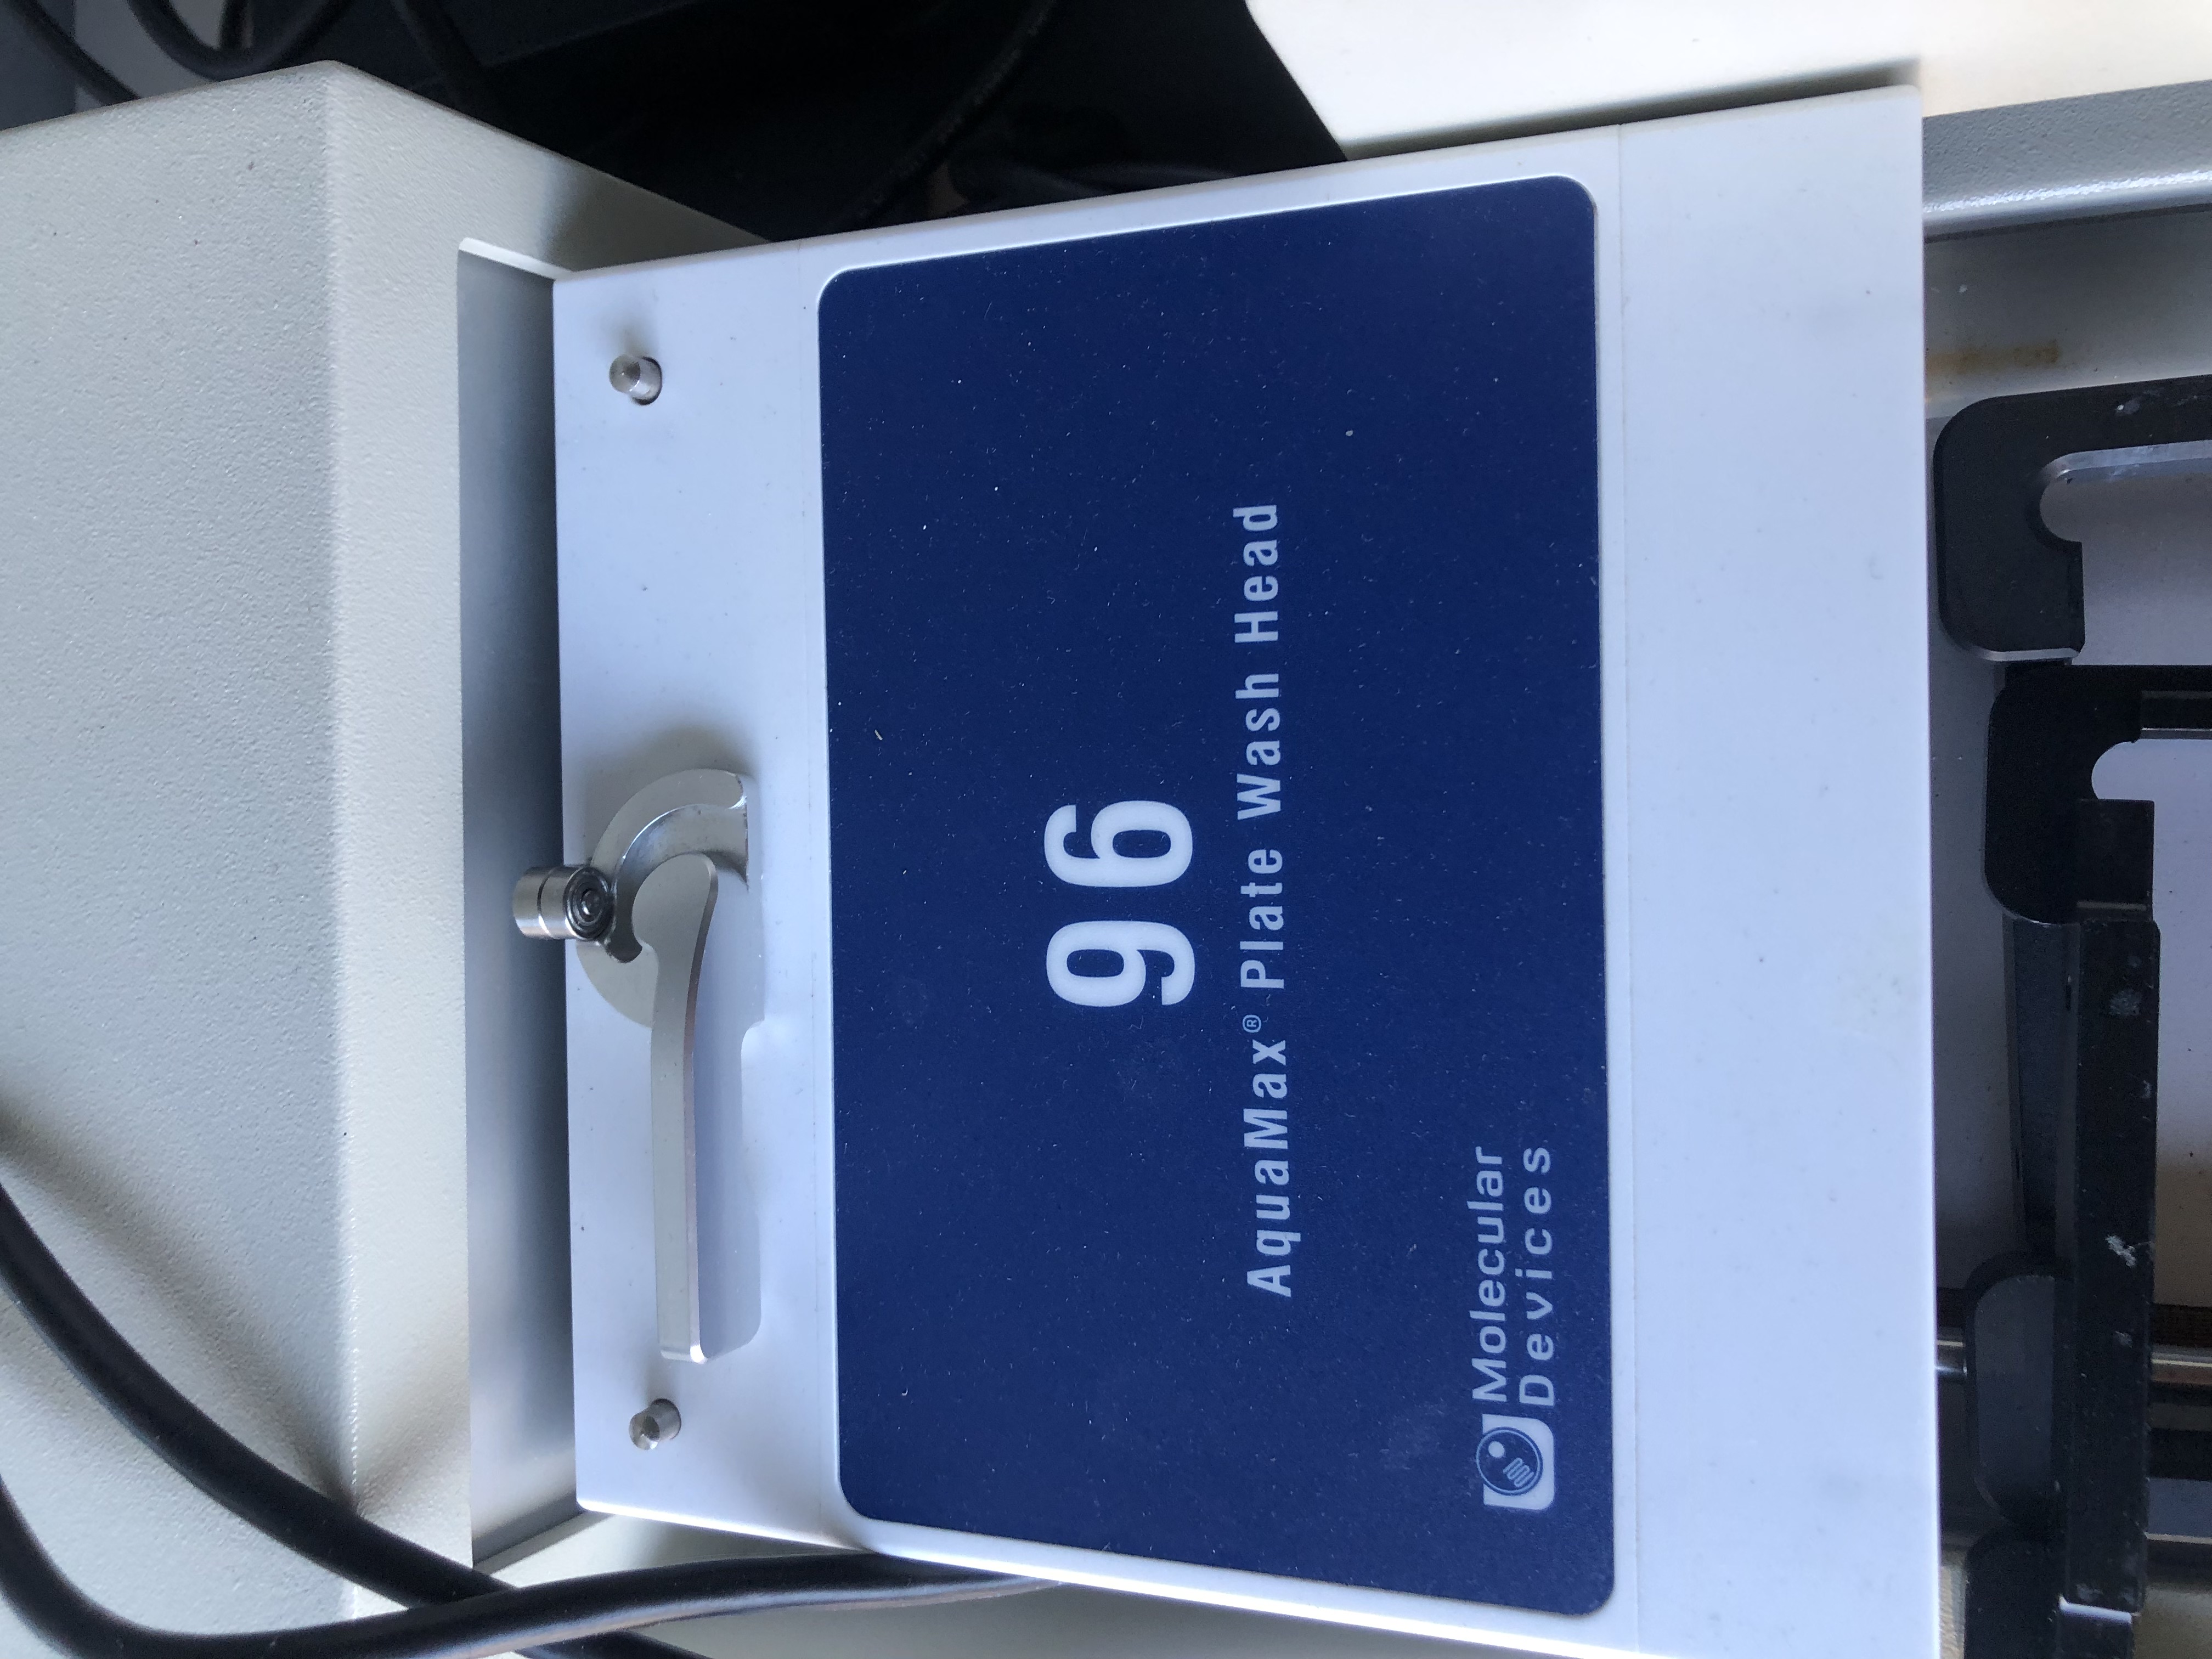 96
AquaMax® Plate Wash Head
Molecular
Devices